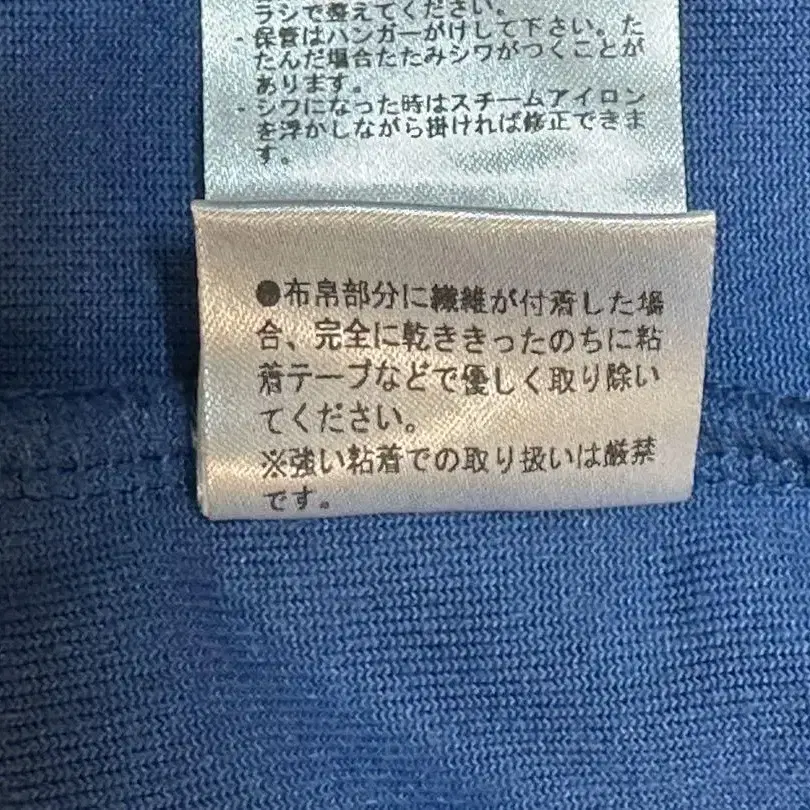 ラシで整えてください。
- 保管はハンガーがけして下さい。た
たんだ場合たたみシワがつくことが
あります。
- シワになった時はスチームアイロン
を浮かしながら掛ければ修正できま
す。
●布帛部分に繊維が付着した場
合、完全に乾ききったのちに粘
着テープなどで優しく取り除い
てください。
※強い粘着での取り扱いは厳禁
です。